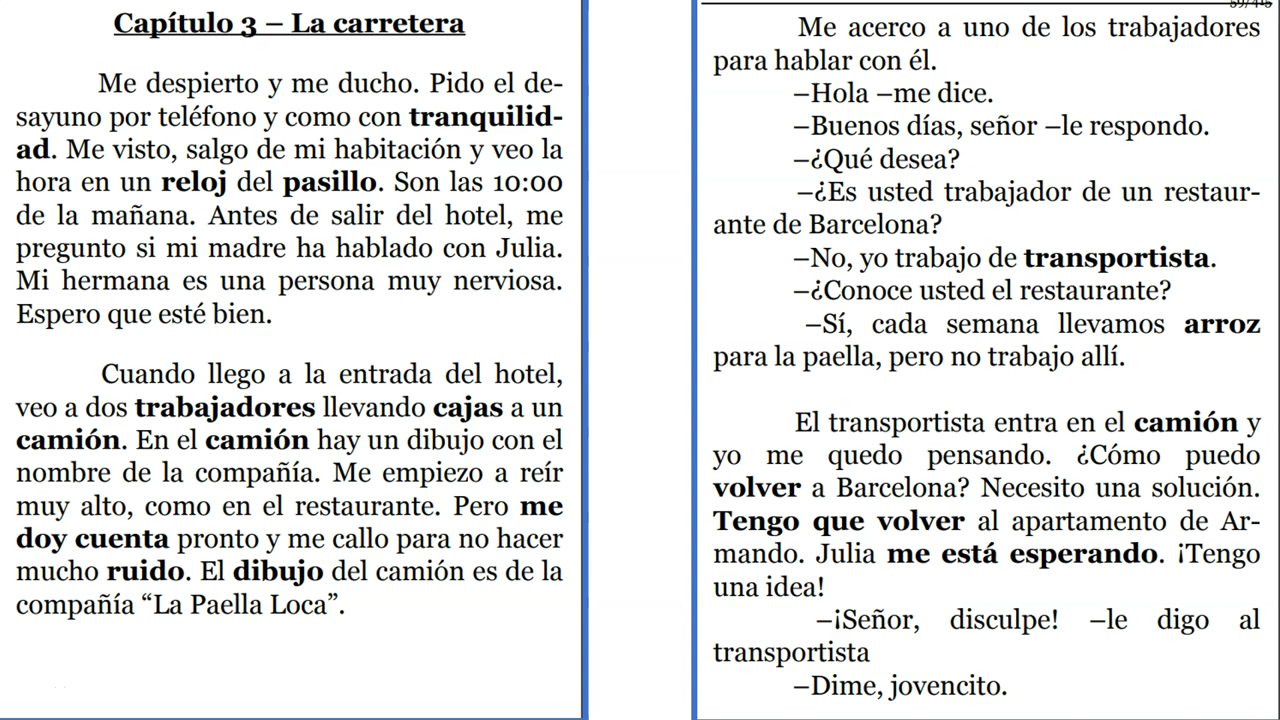 Capítulo 3 – La carretera
Me despierto y me ducho. Pido el de-
sayuno por teléfono y como con tranquilid-
ad. Me visto, salgo de mi habitación y veo la
hora en un reloj del pasillo. Son las 10:00
de la mañana. Antes de salir del hotel, me
pregunto si mi madre ha hablado con Julia.
Mi hermana es una persona muy nerviosa.
Espero que esté bien.
Cuando llego a la entrada del hotel,
veo a dos trabajadores llevando cajas a un
camión. En el camión hay un dibujo con el
nombre de la compañía. Me empiezo a reír
muy alto, como en el restaurante. Pero me
doy cuenta pronto y me callo para no hacer
mucho ruido. El dibujo del camión es de la
compañía “La Paella Loca”.
Me acerco a uno de los trabajadores
para hablar con él.
–Hola –me dice.
–Buenos días, señor –le respondo.
–¿Qué desea?
–¿Es usted trabajador de un restaur-
ante de Barcelona?
–No, yo trabajo de transportista.
–¿Conoce usted el restaurante?
–Sí, cada semana llevamos arroz
para la paella, pero no trabajo allí.
El transportista entra en el camión y
yo me quedo pensando. ¿Cómo puedo
volver a Barcelona? Necesito una solución.
Tengo que volver al apartamento de Ar-
mando. Julia me está esperando. ¡Tengo
una idea!
–¡Señor, disculpe! –le digo al
transportista
–Dime, jovencito.